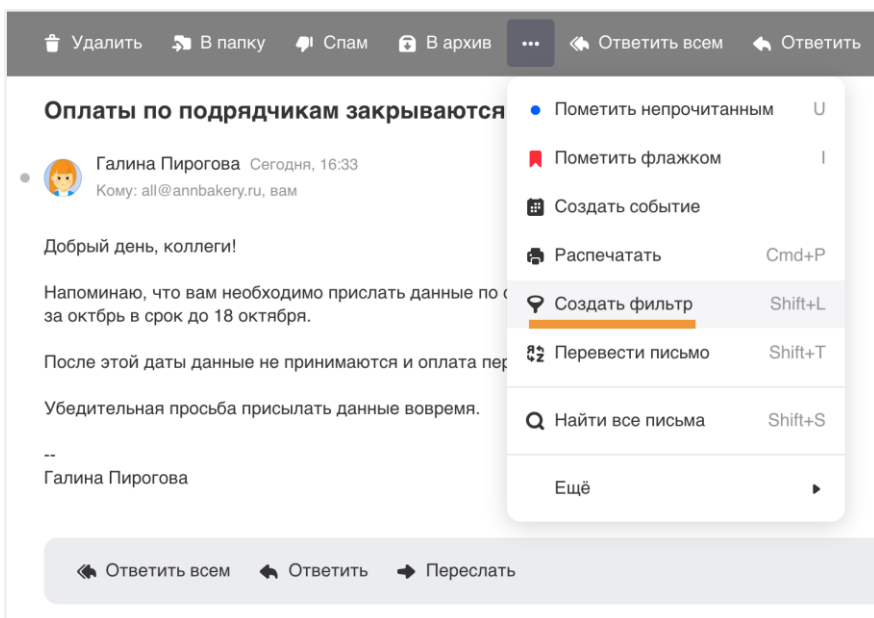 Удалить В папку Спам В архив ... Ответить всем Ответить
Оплаты по подрядчикам закрываются
Пометить непрочитанным U
Галина Пирогова Сегодня, 16:33
Кому: all@annbakery.ru, вам
Пометить флажком I
Создать событие
Добрый день, коллеги!
Распечатать Cmd+P
Напоминаю, что вам необходимо прислать данные по
за октбрь в срок до 18 октября.
Создать фильтр Shift+L
После этой даты данные не принимаются и оплата
Перевести письмо Shift+T
Убедительная просьба присылать данные вовремя.
Найти все письма Shift+S
--
Галина Пирогова
Ещё
Ответить всем Ответить Переслать